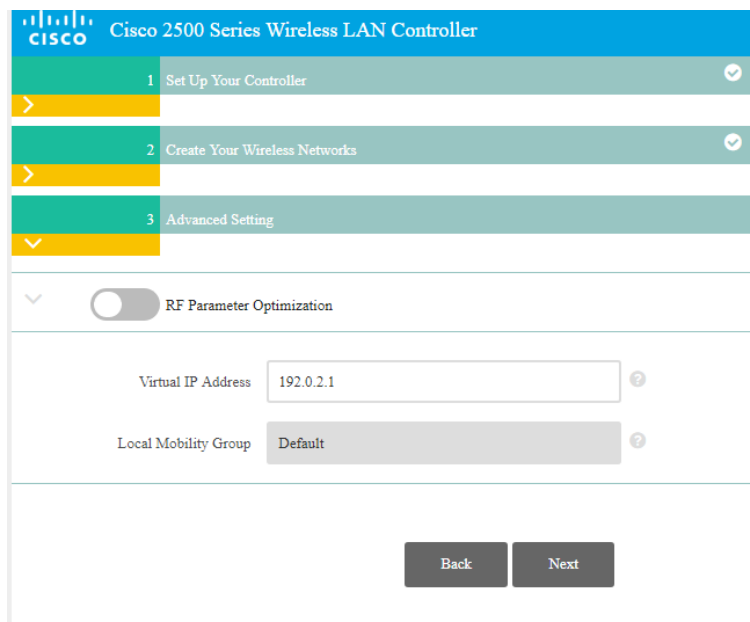 CISCO Cisco 2500 Series Wireless LAN Controller
1 Set Up Your Controller
2 Create Your Wireless Networks
3 Advanced Setting
RF Parameter Optimization
Virtual IP Address 192.0.2.1 ?
Local Mobility Group Default ?
Back Next